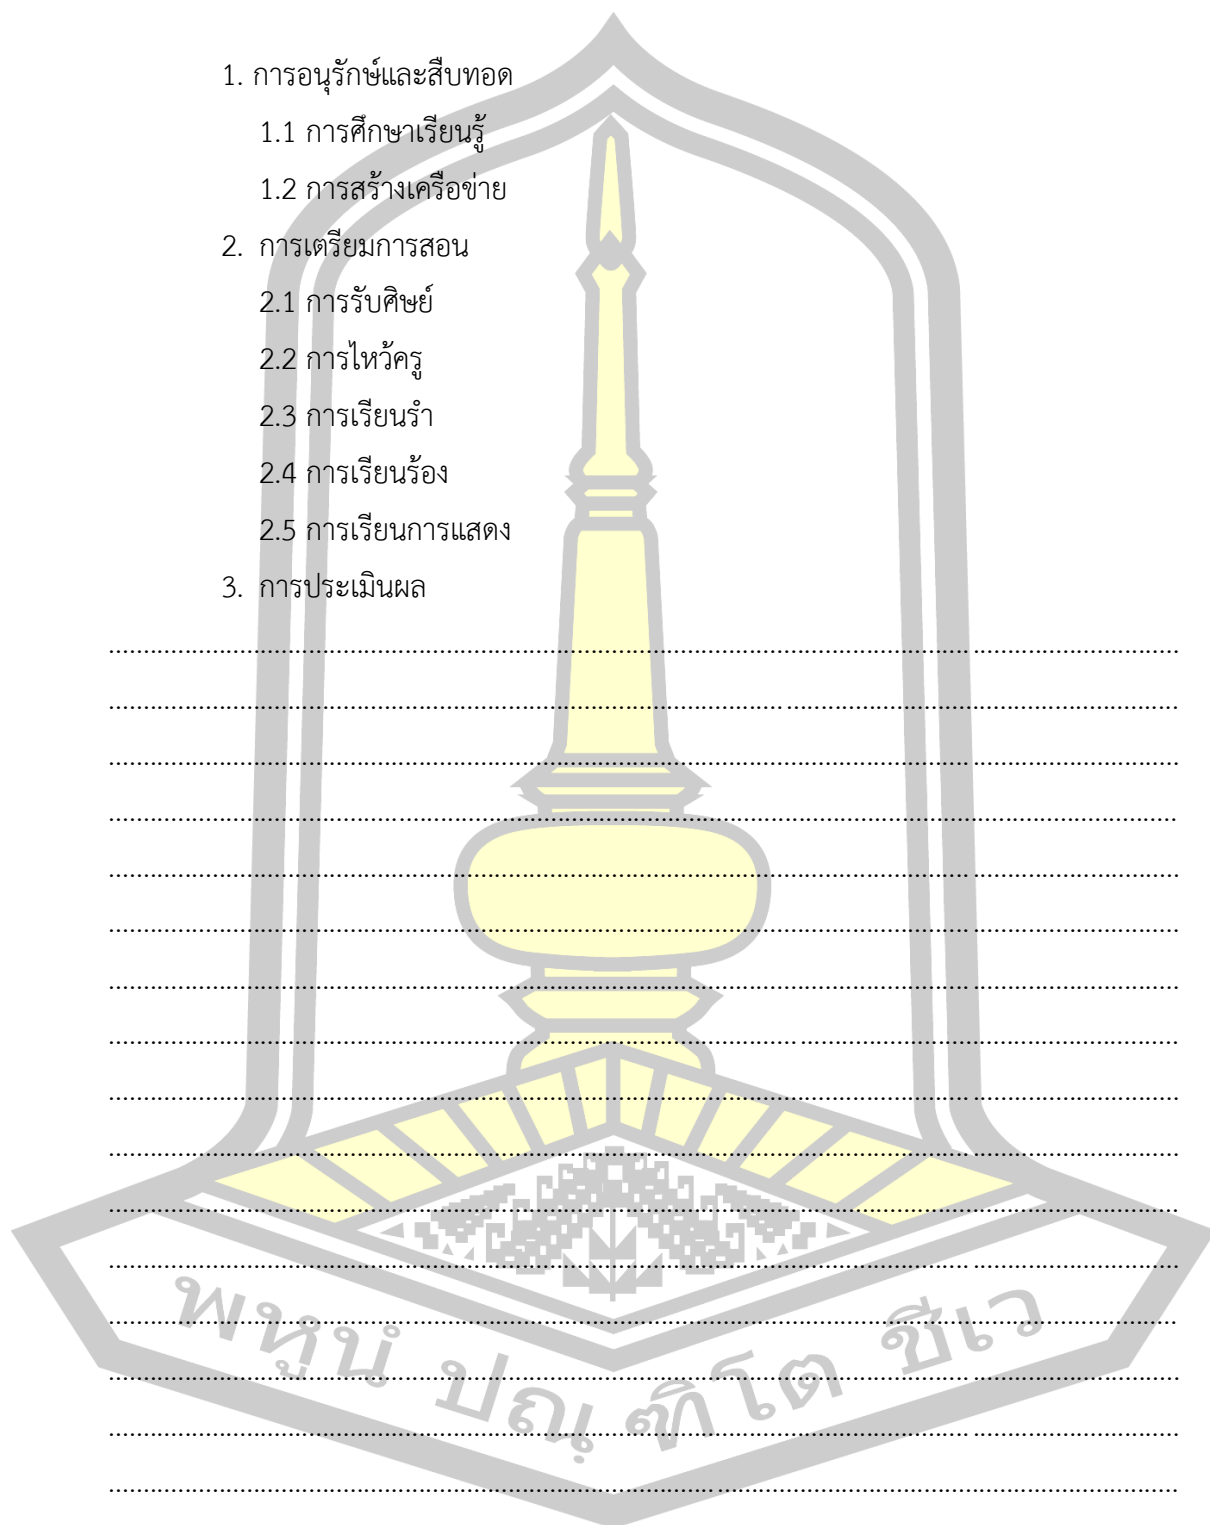 1. การอนุรักษ์และสืบทอด
1.1 การศึกษาเรียนรู้
1.2 การสร้างเครือข่าย
2. การเตรียมการสอน
2.1 การรับศิษย์
2.2 การไหว้ครู
2.3 การเรียนรำ
2.4 การเรียนร้อง
2.5 การเรียนการแสดง
3. การประเมินผล
พหูนํ ปณฺฑิโต ชีเว